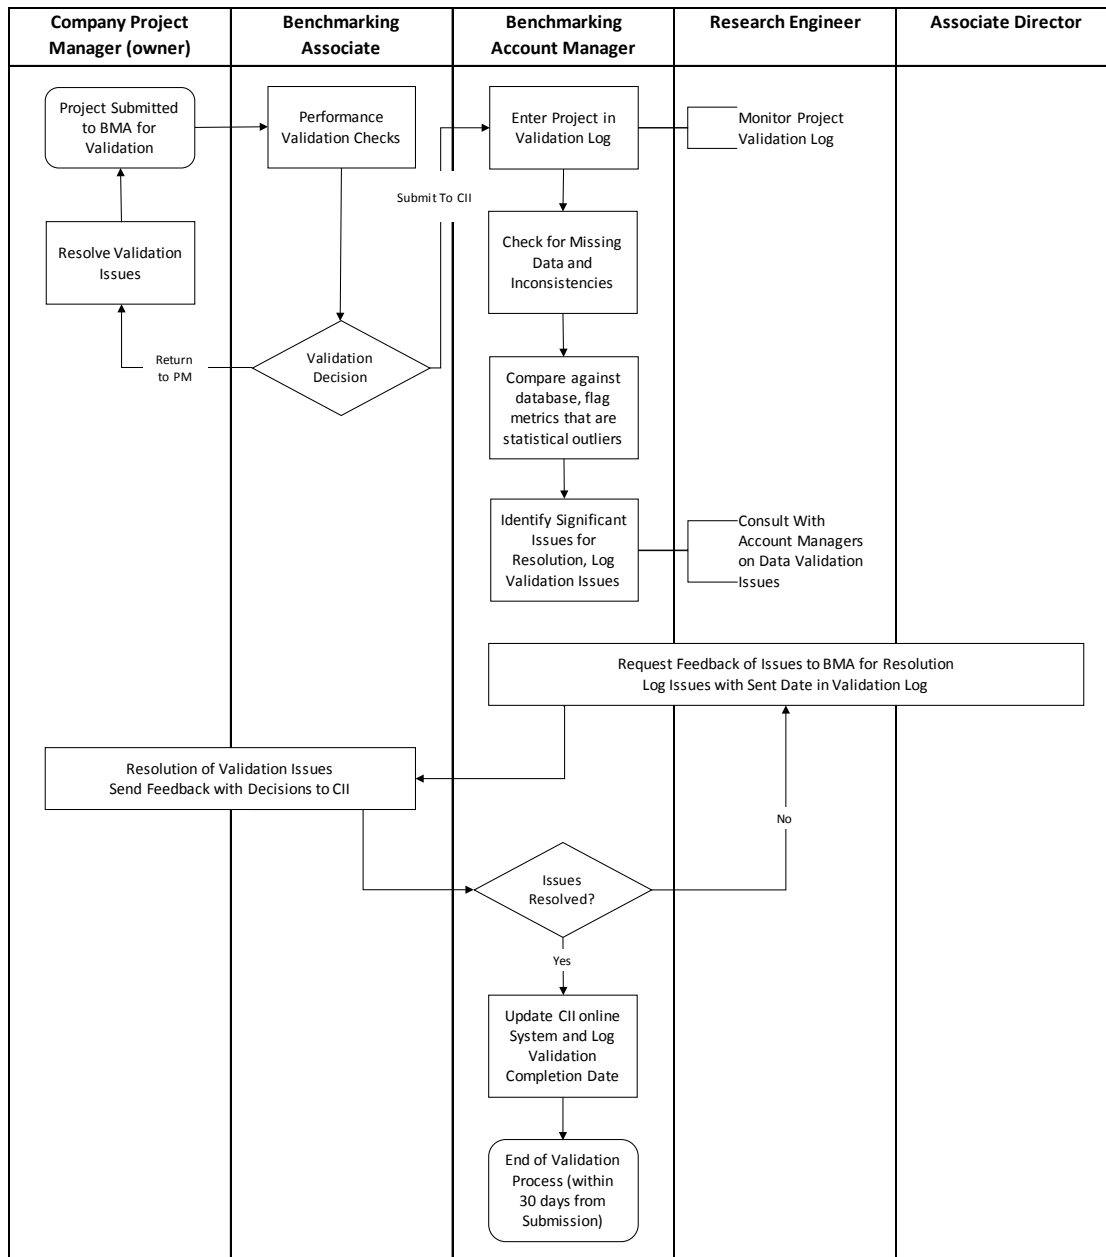 Company Project
Manager (owner)
Benchmarking
Associate
Benchmarking
Account Manager
Research Engineer
Associate Director
Project Submitted
to BMA for
Validation
Performance
Validation Checks
Enter Project in
Validation Log
Monitor Project
Validation Log
Submit To CII
Resolve Validation
Issues
Check for Missing
Data and
Inconsistencies
Return
to PM
Validation
Decision
Compare against
database, flag
metrics that are
statistical outliers
Identify Significant
Issues for
Resolution, Log
Validation Issues
Consult With
Account Managers
on Data Validation
Issues
Request Feedback of Issues to BMA for Resolution
Log Issues with Sent Date in Validation Log
Resolution of Validation Issues
Send Feedback with Decisions to CII
No
Issues
Resolved?
Yes
Update CII online
System and Log
Validation
Completion Date
End of Validation
Process (within
30 days from
Submission)